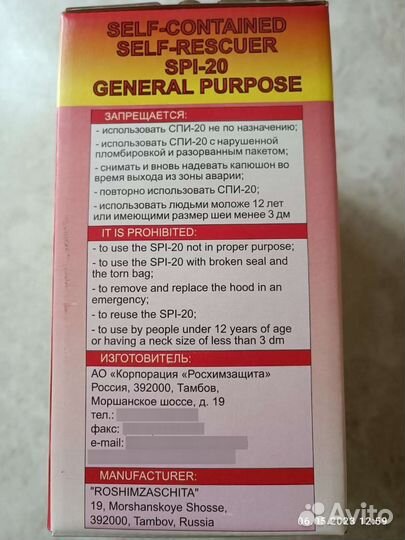 SELF-CONTAINED
SELF-RESCUER
SPI-20
GENERAL PURPOSE
ЗАПРЕЩАЕТСЯ:
- использовать СПИ-20 не по назначению;
- использовать СПИ-20 с нарушенной
пломбировкой и разорванным пакетом;
- снимать и вновь надевать капюшон во
время выхода из зоны аварии;
- повторно использовать СПИ-20;
- использовать людьми моложе 12 лет
или имеющими размер шеи менее 3 дм
IT IS PROHIBITED:
- to use the SPI-20 not in proper purpose;
- to use the SPI-20 with broken seal and
the torn bag;
- to remove and replace the hood in an
emergency;
- to reuse the SPI-20;
- to use by people under 12 years of age
or having a neck size of less than 3 dm
ИЗГОТОВИТЕЛЬ:
АО «Корпорация «Росхимзащита»
Россия, 392000, Тамбов,
Моршанское шоссе, д. 19
тел.:
факс:
e-mail:
MANUFACTURER:
"ROSHIMZASCHITA"
19, Morshanskoye Shosse,
392000, Tambov, Russia
06.15.2023 12:59
Avito